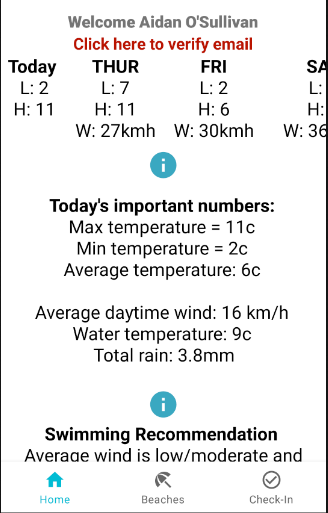 Welcome Aidan O'Sullivan
Click here to verify email
Today THUR FRI SA
L: 2 L: 7 L: 2 L:
H: 11 H: 11 H: 6 H:
W: 27kmh W: 30kmh W: 36
i
Today's important numbers:
Max temperature = 11c
Min temperature = 2c
Average temperature: 6c
Average daytime wind: 16 km/h
Water temperature: 9c
Total rain: 3.8mm
i
Swimming Recommendation
Average wind is low/moderate and
Home Beaches Check-In